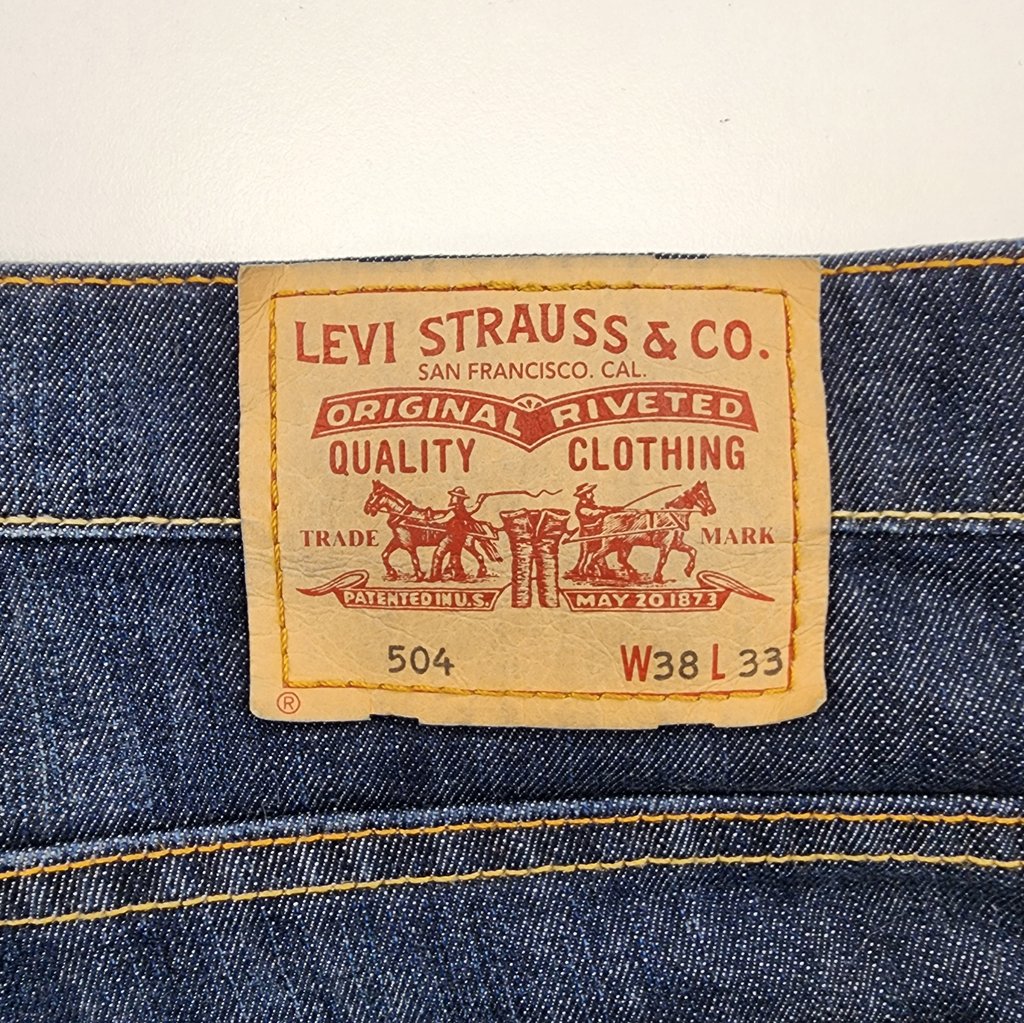 LEVI STRAUSS & CO.
SAN FRANCISCO. CAL.
ORIGINAL RIVETED
QUALITY CLOTHING
TRADE MARK
PATENTED IN U.S. MAY 20 1873
504 W38 L 33
®